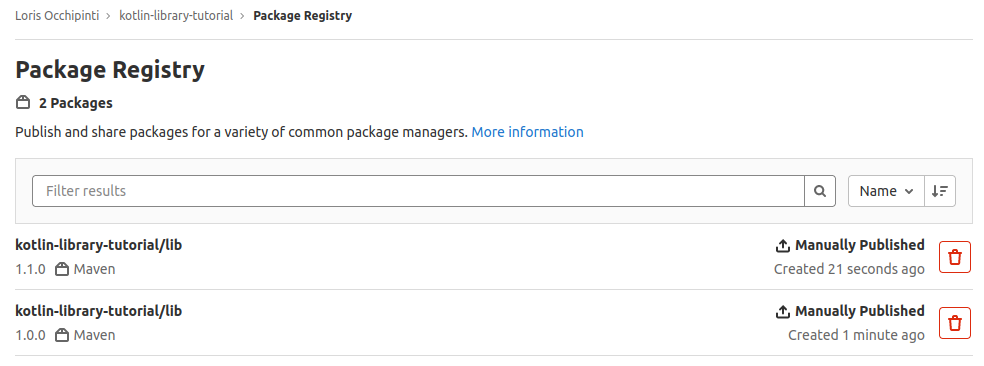 Loris Occhipinti › kotlin-library-tutorial › Package Registry
Package Registry
2 Packages
Publish and share packages for a variety of common package managers. More information
Filter results
Name
kotlin-library-tutorial/lib
Manually Published
1.1.0 Maven
Created 21 seconds ago
kotlin-library-tutorial/lib
Manually Published
1.0.0 Maven
Created 1 minute ago